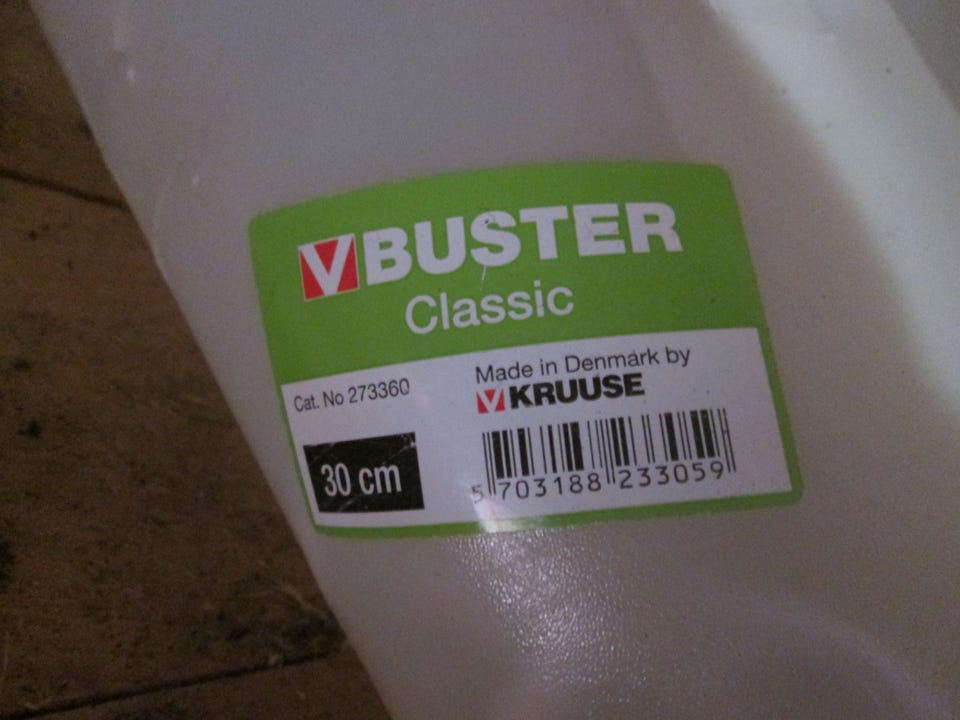 V BUSTER
Classic
Cat. No 273360
30 cm
Made in Denmark by
V KRUUSE
5 703188 233059